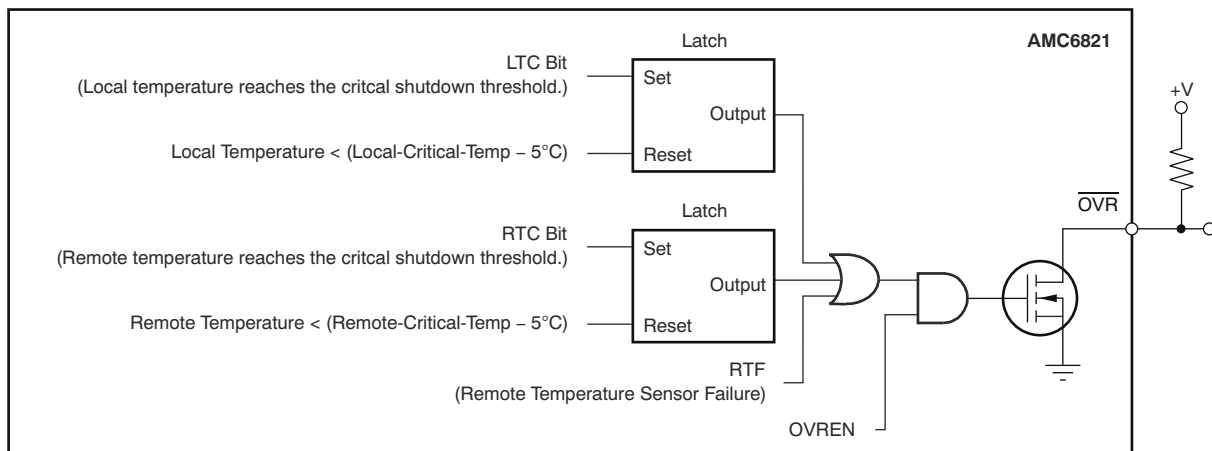 AMC6821
Latch
LTC Bit
(Local temperature reaches the critcal shutdown threshold.)
Set
Output
Local Temperature < (Local-Critical-Temp – 5°C)
Reset
+V
OVR
Latch
RTC Bit
(Remote temperature reaches the critcal shutdown threshold.)
Set
Output
Remote Temperature < (Remote-Critical-Temp – 5°C)
Reset
RTF
(Remote Temperature Sensor Failure)
OVREN